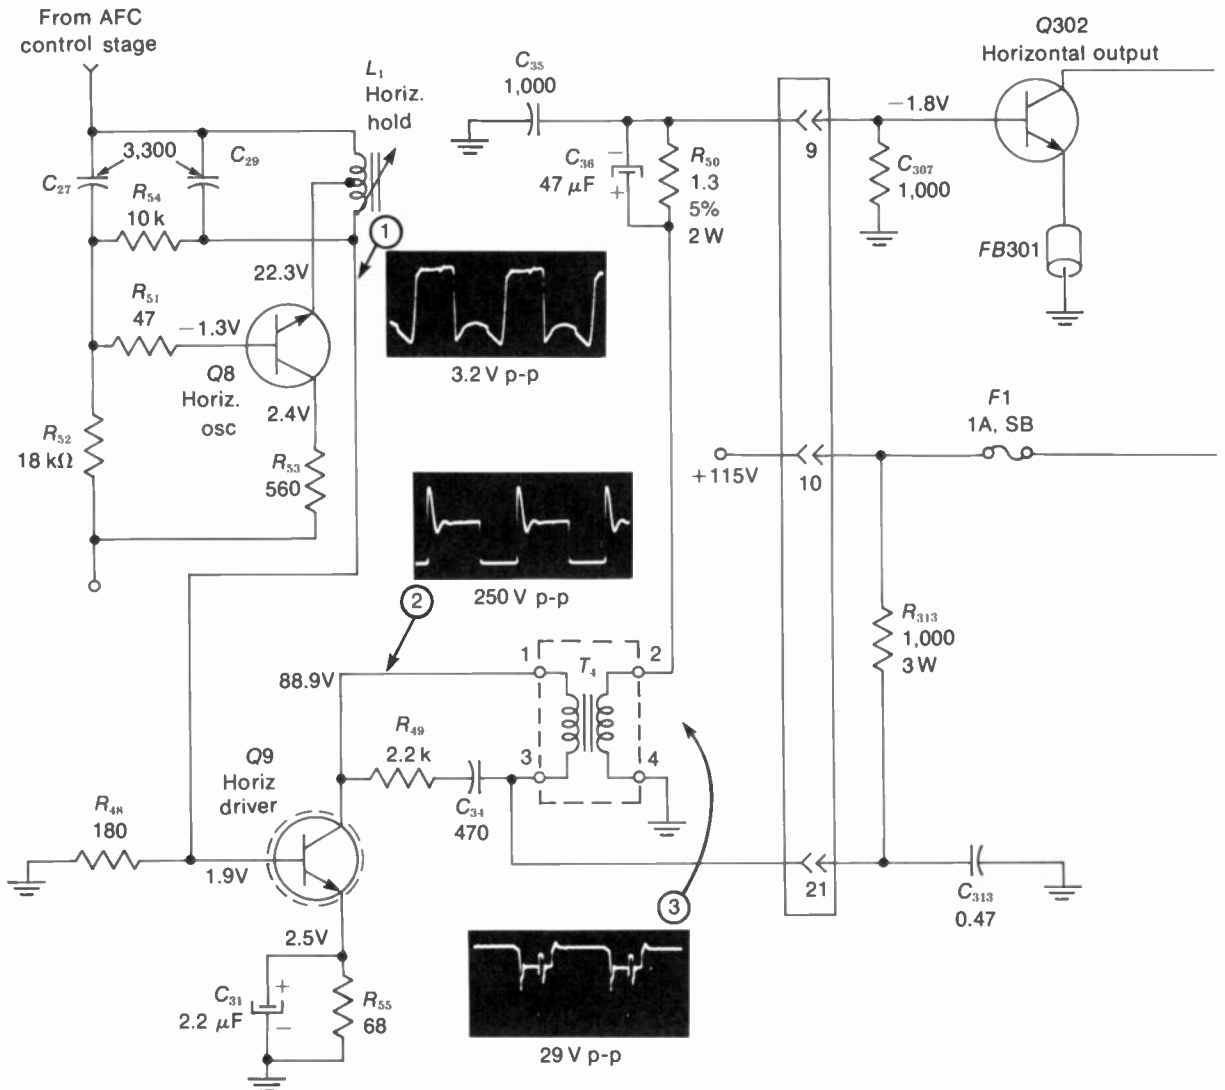 From AFC
control stage
L₁
Horiz.
hold
C₃₅
1,000
Q302
Horizontal output
−1.8V
9
3,300
C₂₉
C₂₇
R₅₄
10 k
C₃₆
47 μF
−
+
R₅₀
1.3
5%
2 W
C₃₀₇
1,000
FB301
1
22.3V
R₅₁
47
−1.3V
Q8
Horiz.
osc
2.4V
3.2 V p-p
R₅₂
18 kΩ
R₅₃
560
F1
1A, SB
+115V
10
250 V p-p
2
R₃₁₃
1,000
3 W
88.9V
1
T₄
2
3
4
R₄₉
2.2 k
C₃₄
470
Q9
Horiz
driver
R₄₈
180
1.9V
21
C₃₁₃
0.47
3
2.5V
C₃₁
2.2 μF
+
−
R₅₅
68
29 V p-p